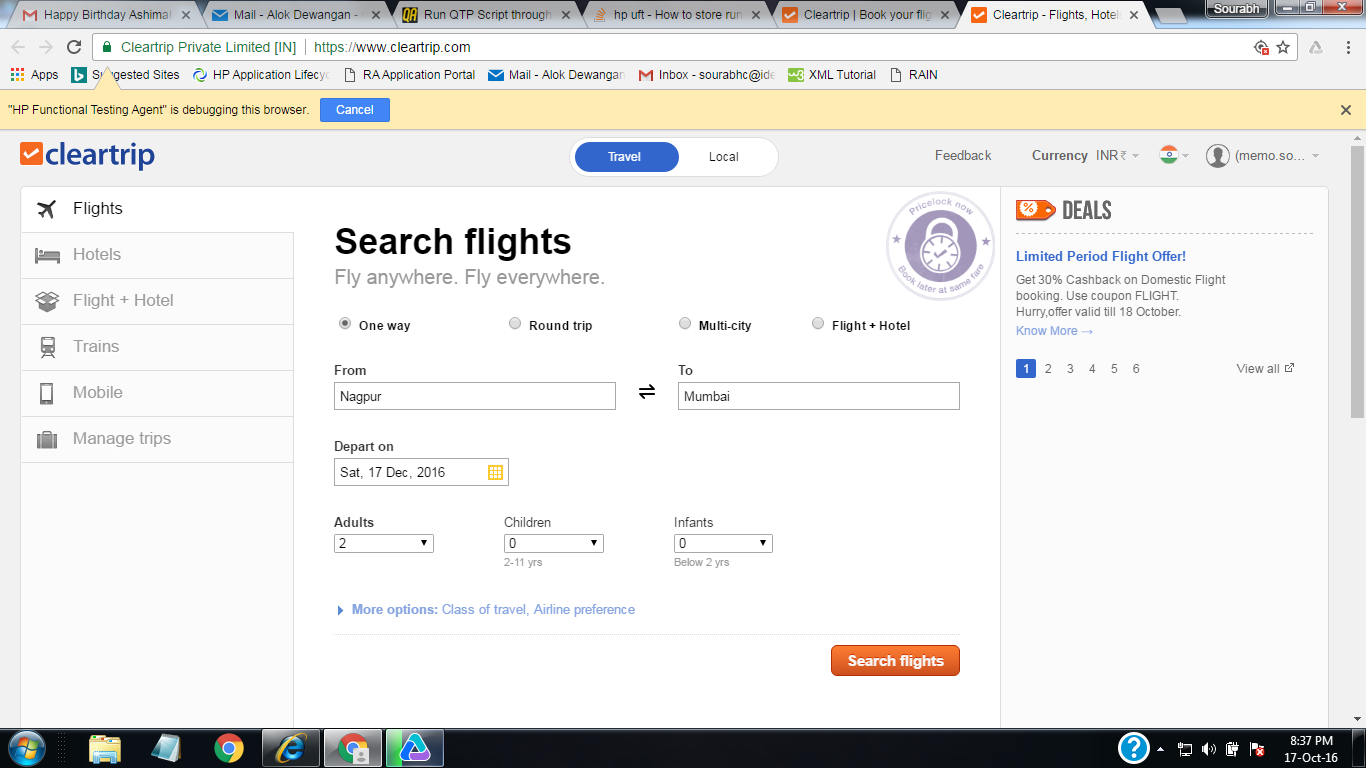 Happy Birthday Ashimal
Mail - Alok Dewangan -
Run QTP Script through
hp uft - How to store run
Cleartrip | Book your flig
Cleartrip - Flights, Hotel
Sourabh
Cleartrip Private Limited [IN]
https://www.cleartrip.com
Apps
Suggested Sites
HP Application Lifecyc
RA Application Portal
Mail - Alok Dewangan
Inbox - sourabhc@ide
XML Tutorial
RAIN
"HP Functional Testing Agent" is debugging this browser.
Cancel
cleartrip
Travel
Local
Feedback
Currency INR₹
(memo.so...
Flights
Hotels
Flight + Hotel
Trains
Mobile
Manage trips
Search flights
Fly anywhere. Fly everywhere.
Pricelock now
Book later at same fare
One way
Round trip
Multi-city
Flight + Hotel
From
To
Nagpur
Mumbai
Depart on
Sat, 17 Dec, 2016
Adults
Children
Infants
2
0
0
2-11 yrs
Below 2 yrs
More options: Class of travel, Airline preference
Search flights
% DEALS
Limited Period Flight Offer!
Get 30% Cashback on Domestic Flight
booking. Use coupon FLIGHT.
Hurry,offer valid till 18 October.
Know More →
1 2 3 4 5 6
View all
8:37 PM
17-Oct-16